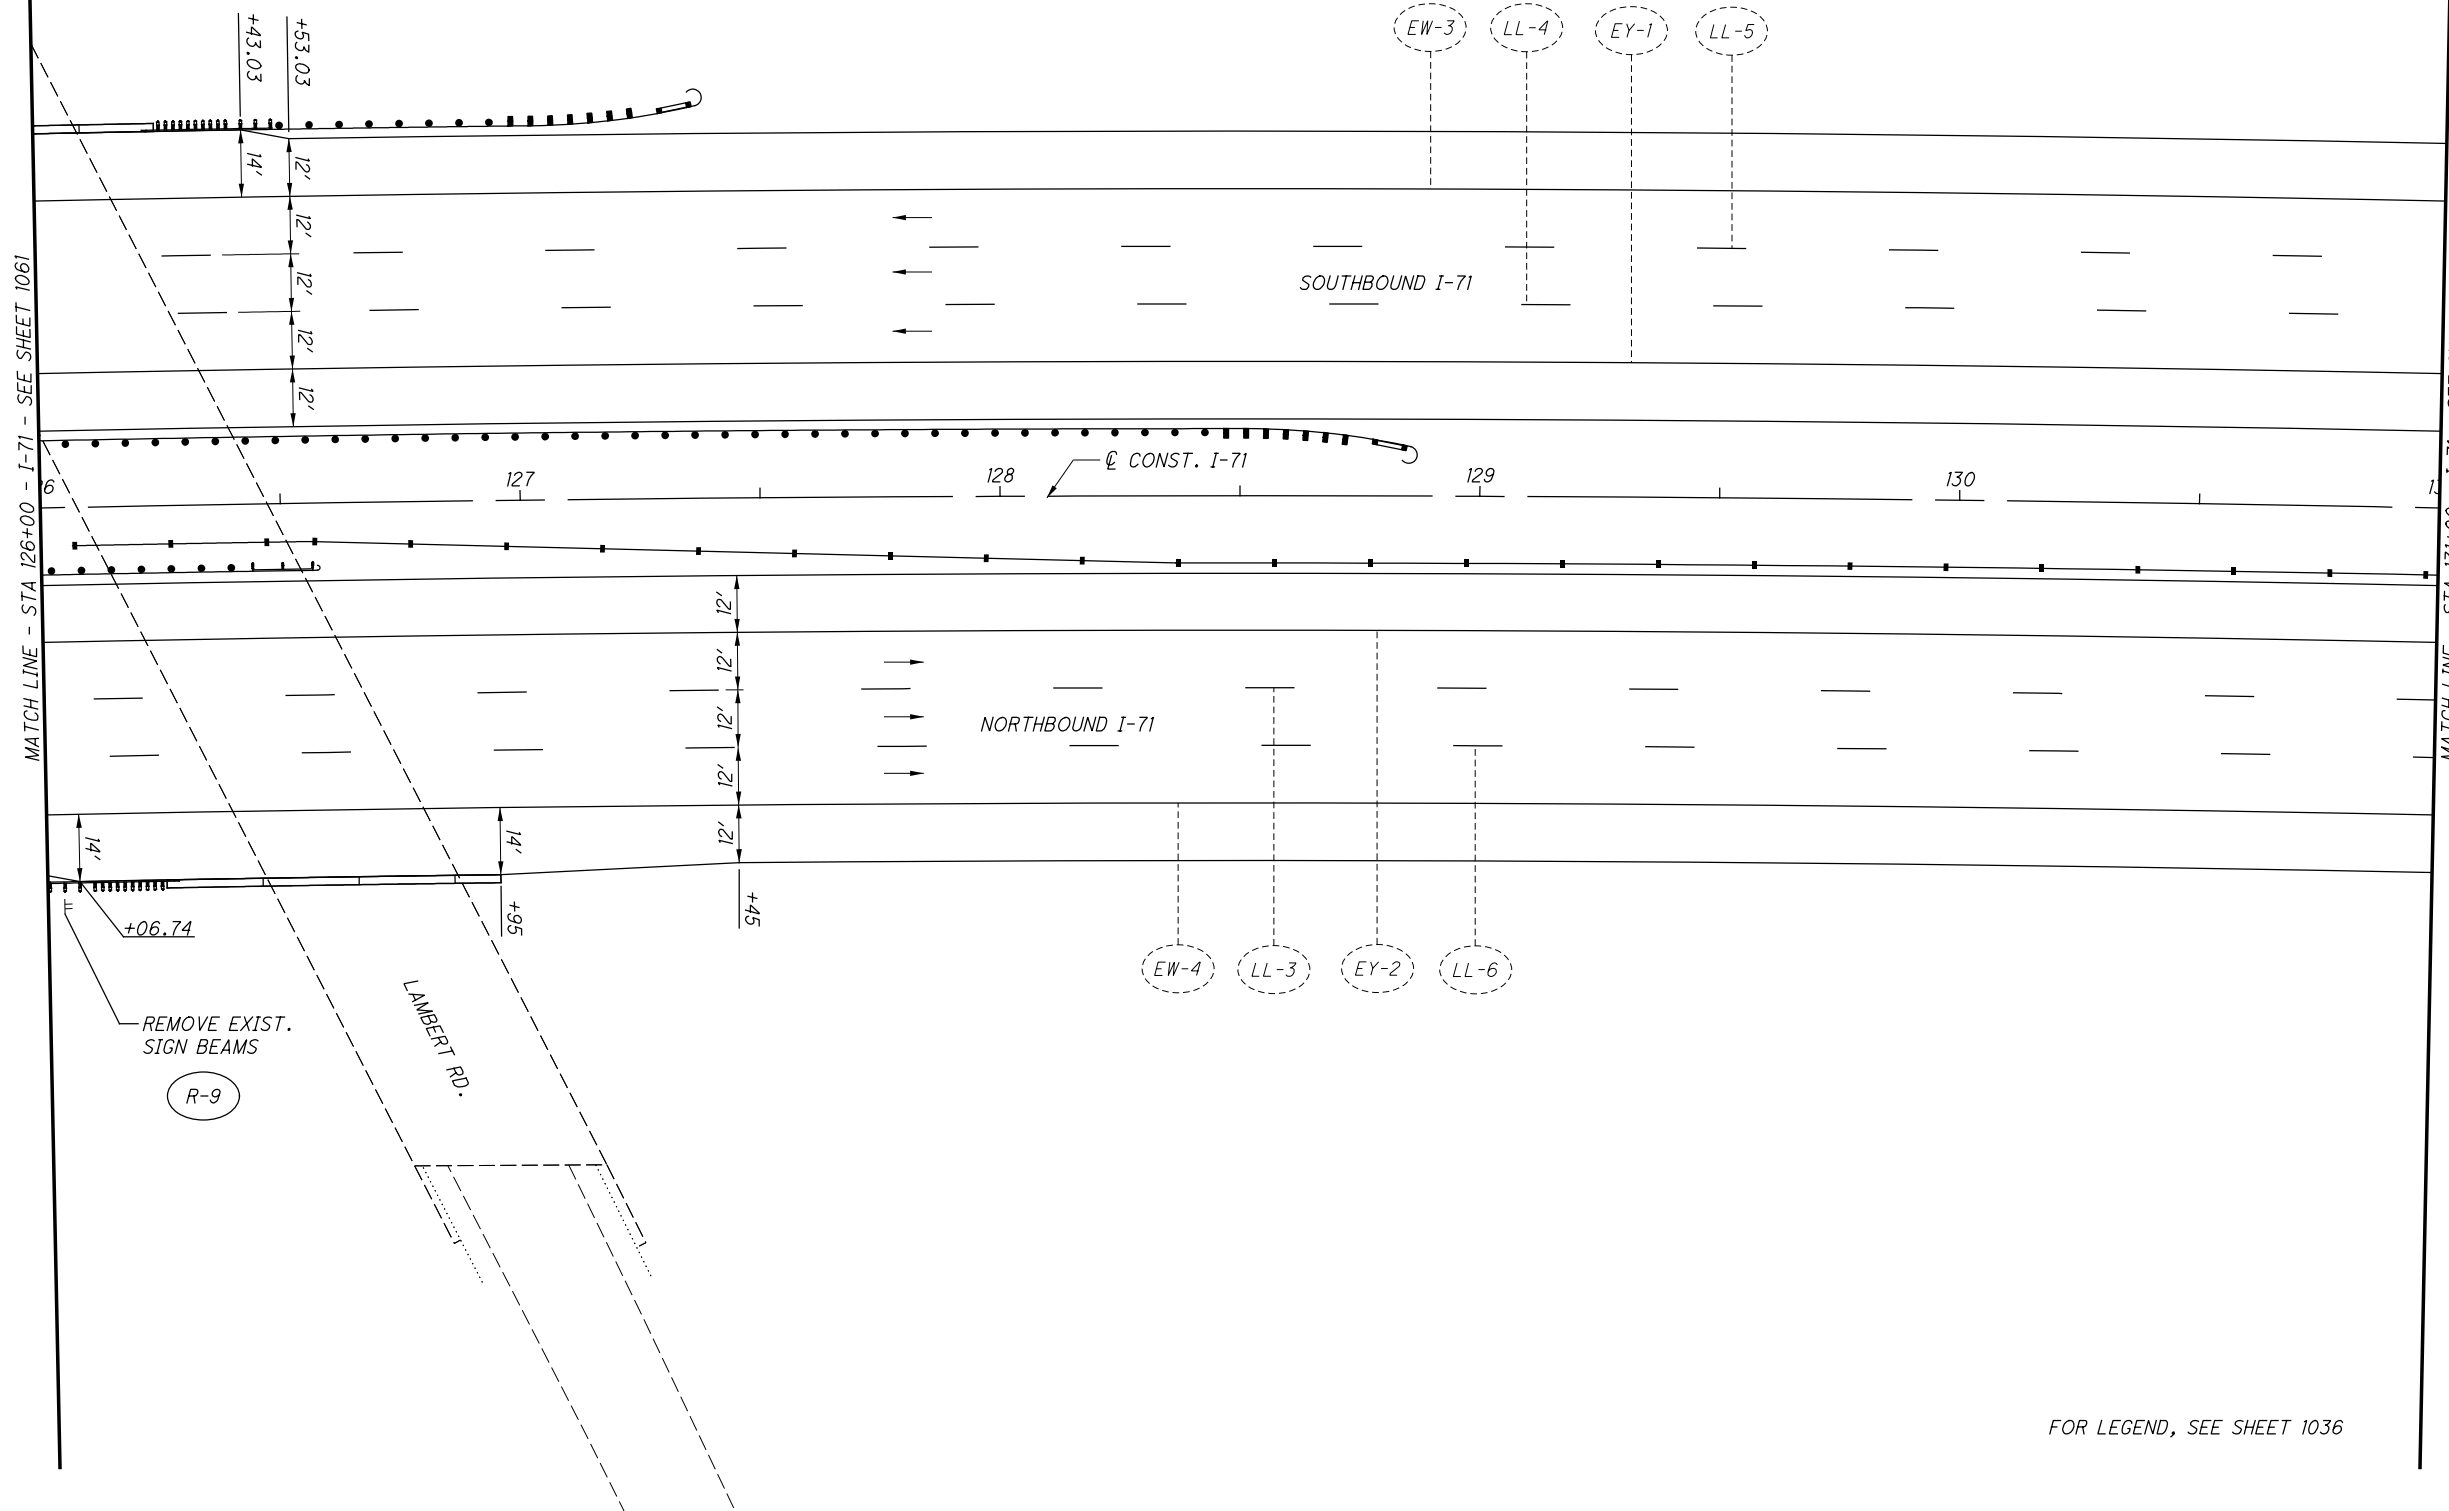 +43.03
+53.03
EW-3
LL-4
EY-1
LL-5
14'
12'
12'
12'
12'
12'
SOUTHBOUND I-71
MATCH LINE - STA 126+00 - I-71 - SEE SHEET 1061
℄ CONST. I-71
127
128
129
130
12'
12'
12'
12'
12'
NORTHBOUND I-71
14'
14'
+06.74
+95
+45
EW-4
LL-3
EY-2
LL-6
LAMBERT RD.
REMOVE EXIST.
SIGN BEAMS
R-9
FOR LEGEND, SEE SHEET 1036